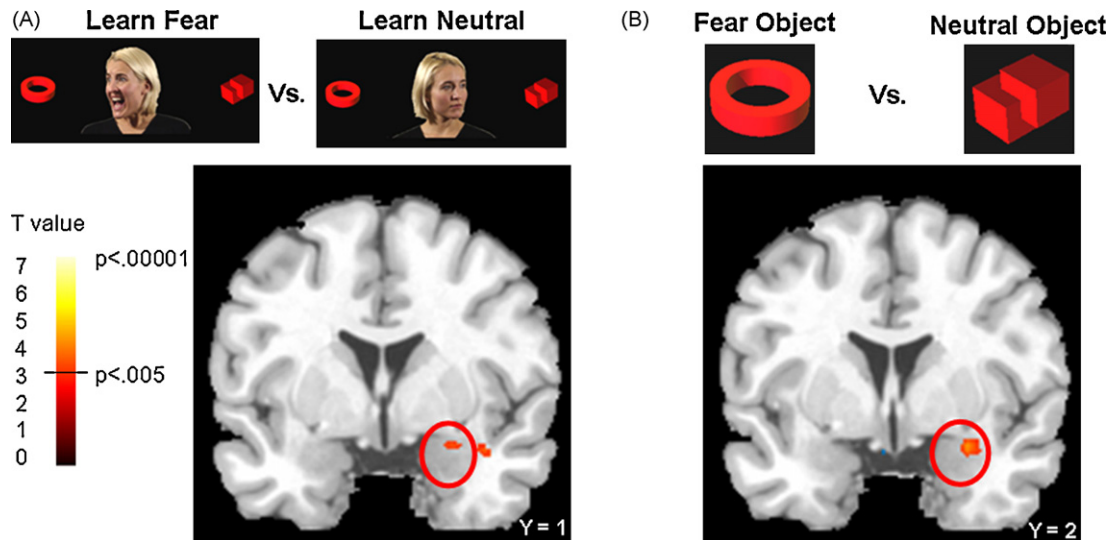 (A)
Learn Fear
Learn Neutral
Vs.
T value
7
6
5
4
3
2
1
0
p<.00001
p<.005
Y = 1
(B)
Fear Object
Neutral Object
Vs.
Y = 2